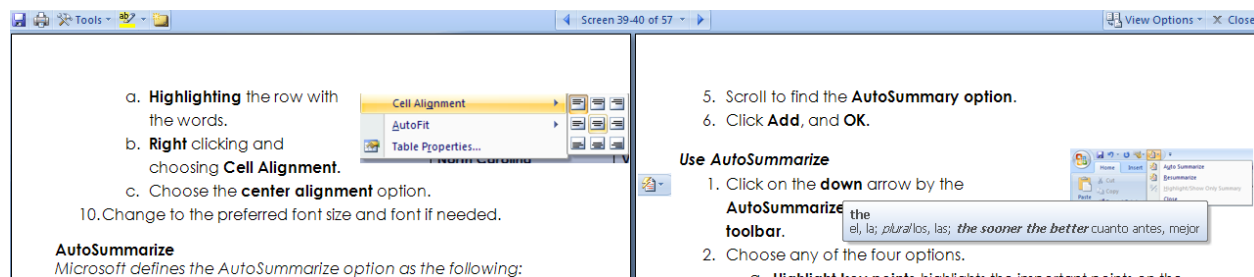 Tools
Screen 39-40 of 57
View Options
X Close
a. Highlighting the row with
the words.
b. Right clicking and
choosing Cell Alignment.
c. Choose the center alignment option.
10. Change to the preferred font size and font if needed.
AutoSummarize
Microsoft defines the AutoSummarize option as the following:
Cell Alignment
AutoFit
Table Properties...
North Carolina
5. Scroll to find the AutoSummary option.
6. Click Add, and OK.
Use AutoSummarize
1. Click on the down arrow by the
AutoSummarize
toolbar.
2. Choose any of the four options.
the
el, la; plural los, las; the sooner the better cuanto antes, mejor
Home Insert
Cut
Copy
Paste
Auto Summarize
Resummarize
Highlight/Show Only Summary
Close